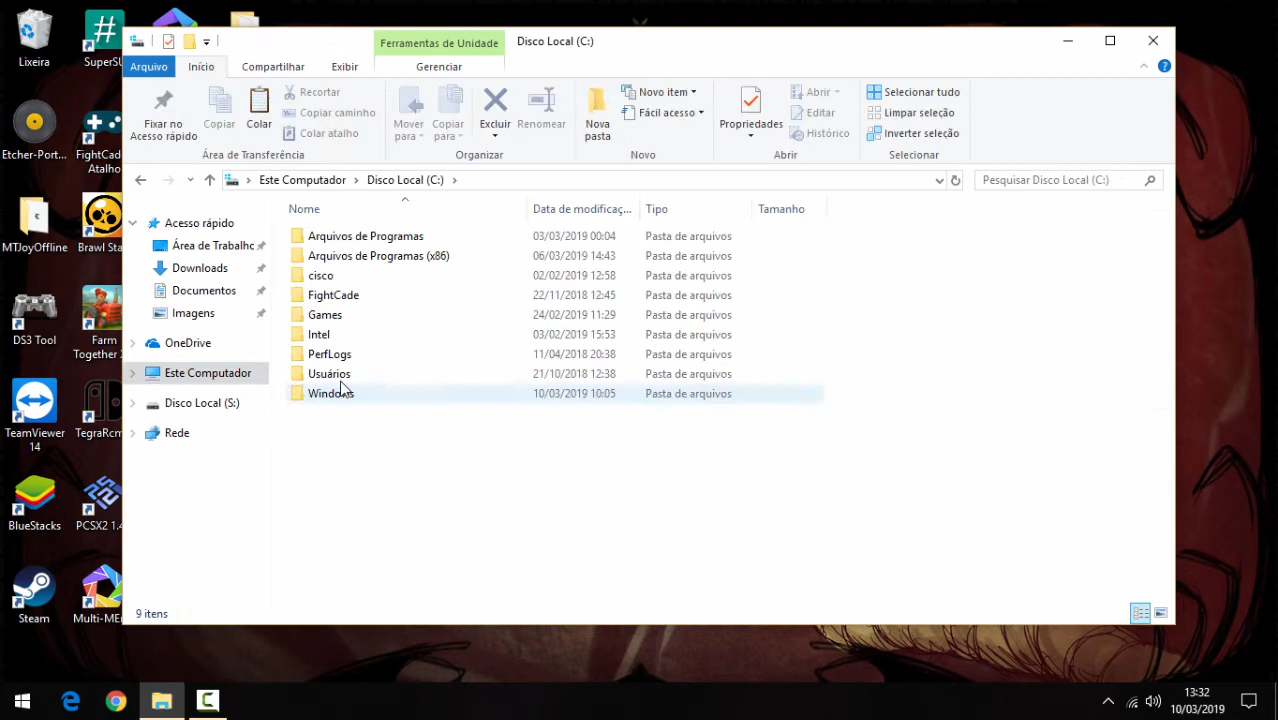 Ferramentas de Unidade
Disco Local (C:)
Arquivo
Início
Compartilhar
Exibir
Gerenciar
Fixar no
Acesso rápido
Copiar
Colar
Recortar
Copiar caminho
Colar atalho
Área de Transferência
Mover
para
Copiar
para
Excluir
Renomear
Organizar
Nova
pasta
Novo item
Fácil acesso
Novo
Propriedades
Abrir
Editar
Histórico
Abrir
Selecionar tudo
Limpar seleção
Inverter seleção
Selecionar
Este Computador > Disco Local (C:) >
Pesquisar Disco Local (C:)
Acesso rápido
Área de Trabalho
Downloads
Documentos
Imagens
OneDrive
Este Computador
Disco Local (S:)
Rede
Nome Data de modificaç... Tipo Tamanho
Arquivos de Programas 03/03/2019 00:04 Pasta de arquivos
Arquivos de Programas (x86) 06/03/2019 14:43 Pasta de arquivos
cisco 02/02/2019 12:58 Pasta de arquivos
FightCade 22/11/2018 12:45 Pasta de arquivos
Games 24/02/2019 11:29 Pasta de arquivos
Intel 03/02/2019 15:53 Pasta de arquivos
PerfLogs 11/04/2018 20:38 Pasta de arquivos
Usuários 21/10/2018 12:38 Pasta de arquivos
Windows 10/03/2019 10:05 Pasta de arquivos
9 itens
Lixeira
SuperSU
Etcher-Port...
FightCad
Atalho
MTJoyOffline
Brawl Sta
DS3 Tool
Farm
Together
TeamViewer
14
TegraRcm
BlueStacks
PCSX2 1.4
Steam
Multi-ME
13:32
10/03/2019